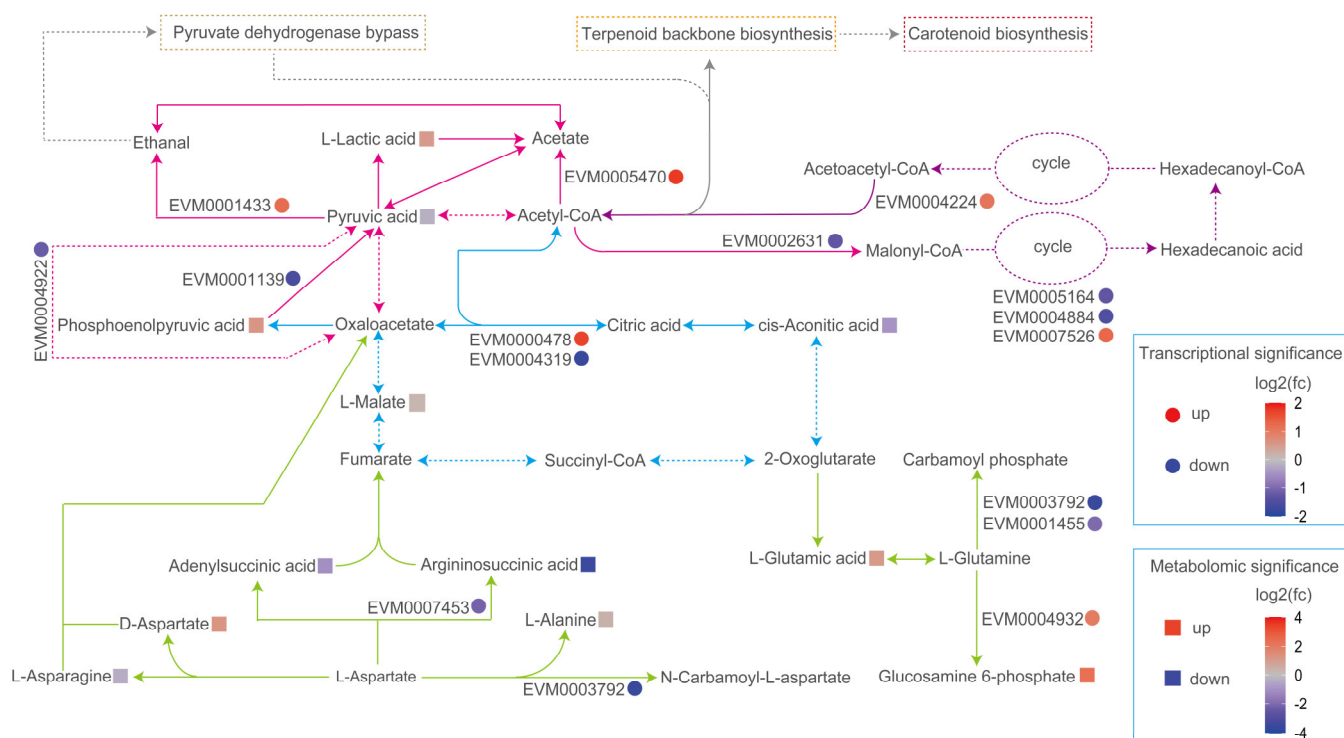 Pyruvate dehydrogenase bypass
Terpenoid backbone biosynthesis
Carotenoid biosynthesis
Ethanal
L-Lactic acid
Acetate
Acetoacetyl-CoA
cycle
Hexadecanoyl-CoA
EVM0005470
EVM0001433
EVM0004224
Pyruvic acid
Acetyl-CoA
EVM0002631
Malonyl-CoA
cycle
Hexadecanoic acid
EVM0004922
EVM0001139
EVM0005164
EVM0004884
EVM0007526
Phosphoenolpyruvic acid
Oxaloacetate
Citric acid
cis-Aconitic acid
EVM0000478
EVM0004319
L-Malate
Fumarate
Succinyl-CoA
2-Oxoglutarate
Carbamoyl phosphate
EVM0003792
EVM0001455
Adenylsuccinic acid
Argininosuccinic acid
L-Glutamic acid
L-Glutamine
EVM0007453
D-Aspartate
L-Alanine
EVM0004932
L-Asparagine
L-Aspartate
EVM0003792
N-Carbamoyl-L-aspartate
Glucosamine 6-phosphate
Transcriptional significance
log2(fc)
up
down
2
1
0
-1
-2
Metabolomic significance
log2(fc)
up
down
4
2
0
-2
-4